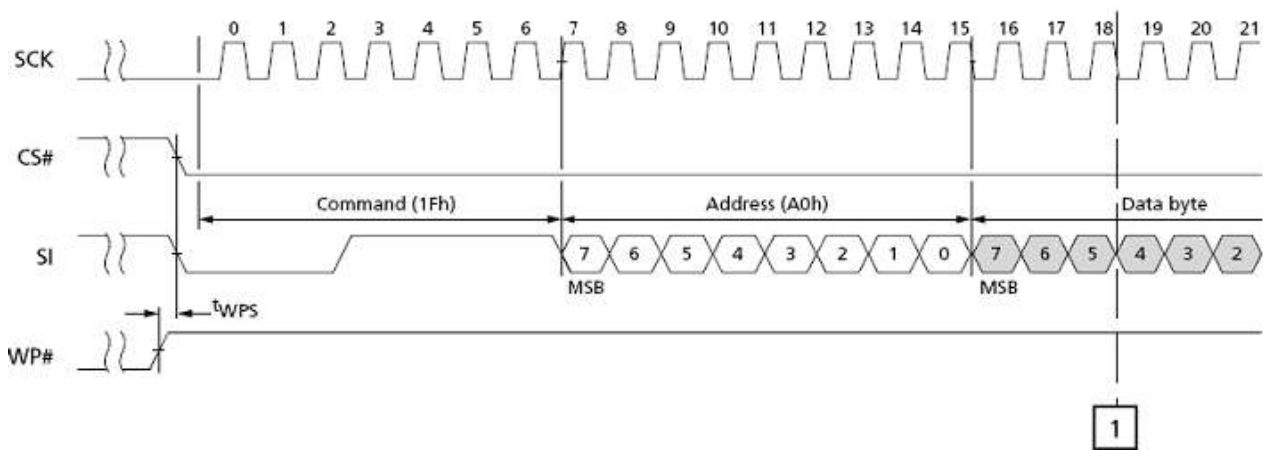 0 1 2 3 4 5 6 7 8 9 10 11 12 13 14 15 16 17 18 19 20 21
SCK
CS#
Command (1Fh) Address (A0h) Data byte
SI 7 6 5 4 3 2 1 0 7 6 5 4 3 2
MSB MSB
tWPS
WP#
1